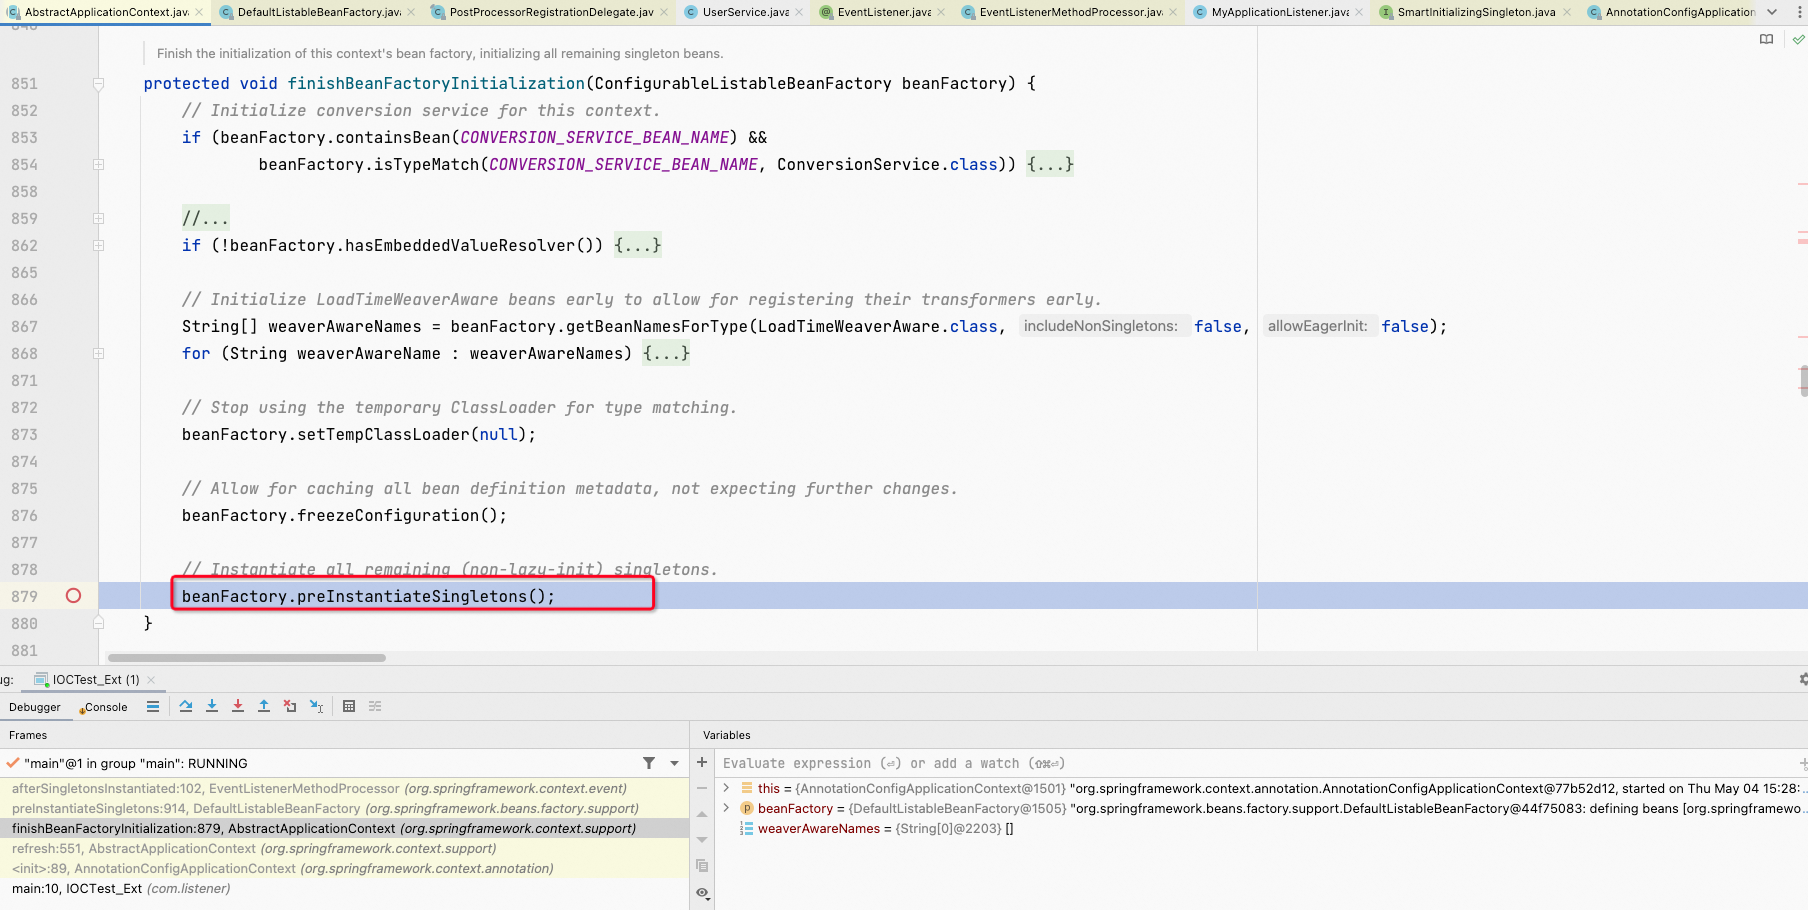 AbstractApplicationContext.java
DefaultListableBeanFactory.java
PostProcessorRegistrationDelegate.java
UserService.java
EventListener.java
EventListenerMethodProcessor.java
MyApplicationListener.java
SmartInitializingSingleton.java
AnnotationConfigApplication
Finish the initialization of this context's bean factory, initializing all remaining singleton beans.
851 protected void finishBeanFactoryInitialization(ConfigurableListableBeanFactory beanFactory) {
852 // Initialize conversion service for this context.
853 if (beanFactory.containsBean(CONVERSION_SERVICE_BEAN_NAME) &&
854 beanFactory.isTypeMatch(CONVERSION_SERVICE_BEAN_NAME, ConversionService.class)) {...}
858
859 //...
862 if (!beanFactory.hasEmbeddedValueResolver()) {...}
865
866 // Initialize LoadTimeWeaverAware beans early to allow for registering their transformers early.
867 String[] weaverAwareNames = beanFactory.getBeanNamesForType(LoadTimeWeaverAware.class, includeNonSingletons: false, allowEagerInit: false);
868 for (String weaverAwareName : weaverAwareNames) {...}
871
872 // Stop using the temporary ClassLoader for type matching.
873 beanFactory.setTempClassLoader(null);
874
875 // Allow for caching all bean definition metadata, not expecting further changes.
876 beanFactory.freezeConfiguration();
877
878 // Instantiate all remaining (non-lazy-init) singletons.
879 beanFactory.preInstantiateSingletons();
880 }
881
ug: IOCTest_Ext (1)
Debugger Console
Frames
"main"@1 in group "main": RUNNING
afterSingletonsInstantiated:102, EventListenerMethodProcessor (org.springframework.context.event)
preInstantiateSingletons:914, DefaultListableBeanFactory (org.springframework.beans.factory.support)
finishBeanFactoryInitialization:879, AbstractApplicationContext (org.springframework.context.support)
refresh:551, AbstractApplicationContext (org.springframework.context.support)
<init>:89, AnnotationConfigApplicationContext (org.springframework.context.annotation)
main:10, IOCTest_Ext (com.listener)
Variables
Evaluate expression (⏎) or add a watch (⇧⌘⏎)
this = {AnnotationConfigApplicationContext@1501} "org.springframework.context.annotation.AnnotationConfigApplicationContext@77b52d12, started on Thu May 04 15:28:...
beanFactory = {DefaultListableBeanFactory@1505} "org.springframework.beans.factory.support.DefaultListableBeanFactory@44f75083: defining beans [org.springframewo...
weaverAwareNames = {String[0]@2203} []